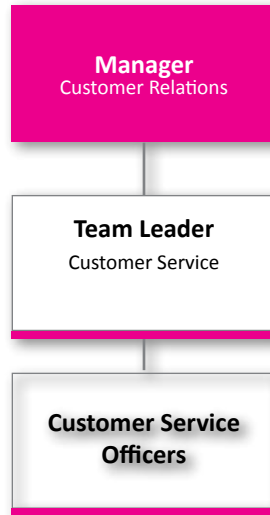 Manager
Customer Relations
Team Leader
Customer Service
Customer Service
Officers